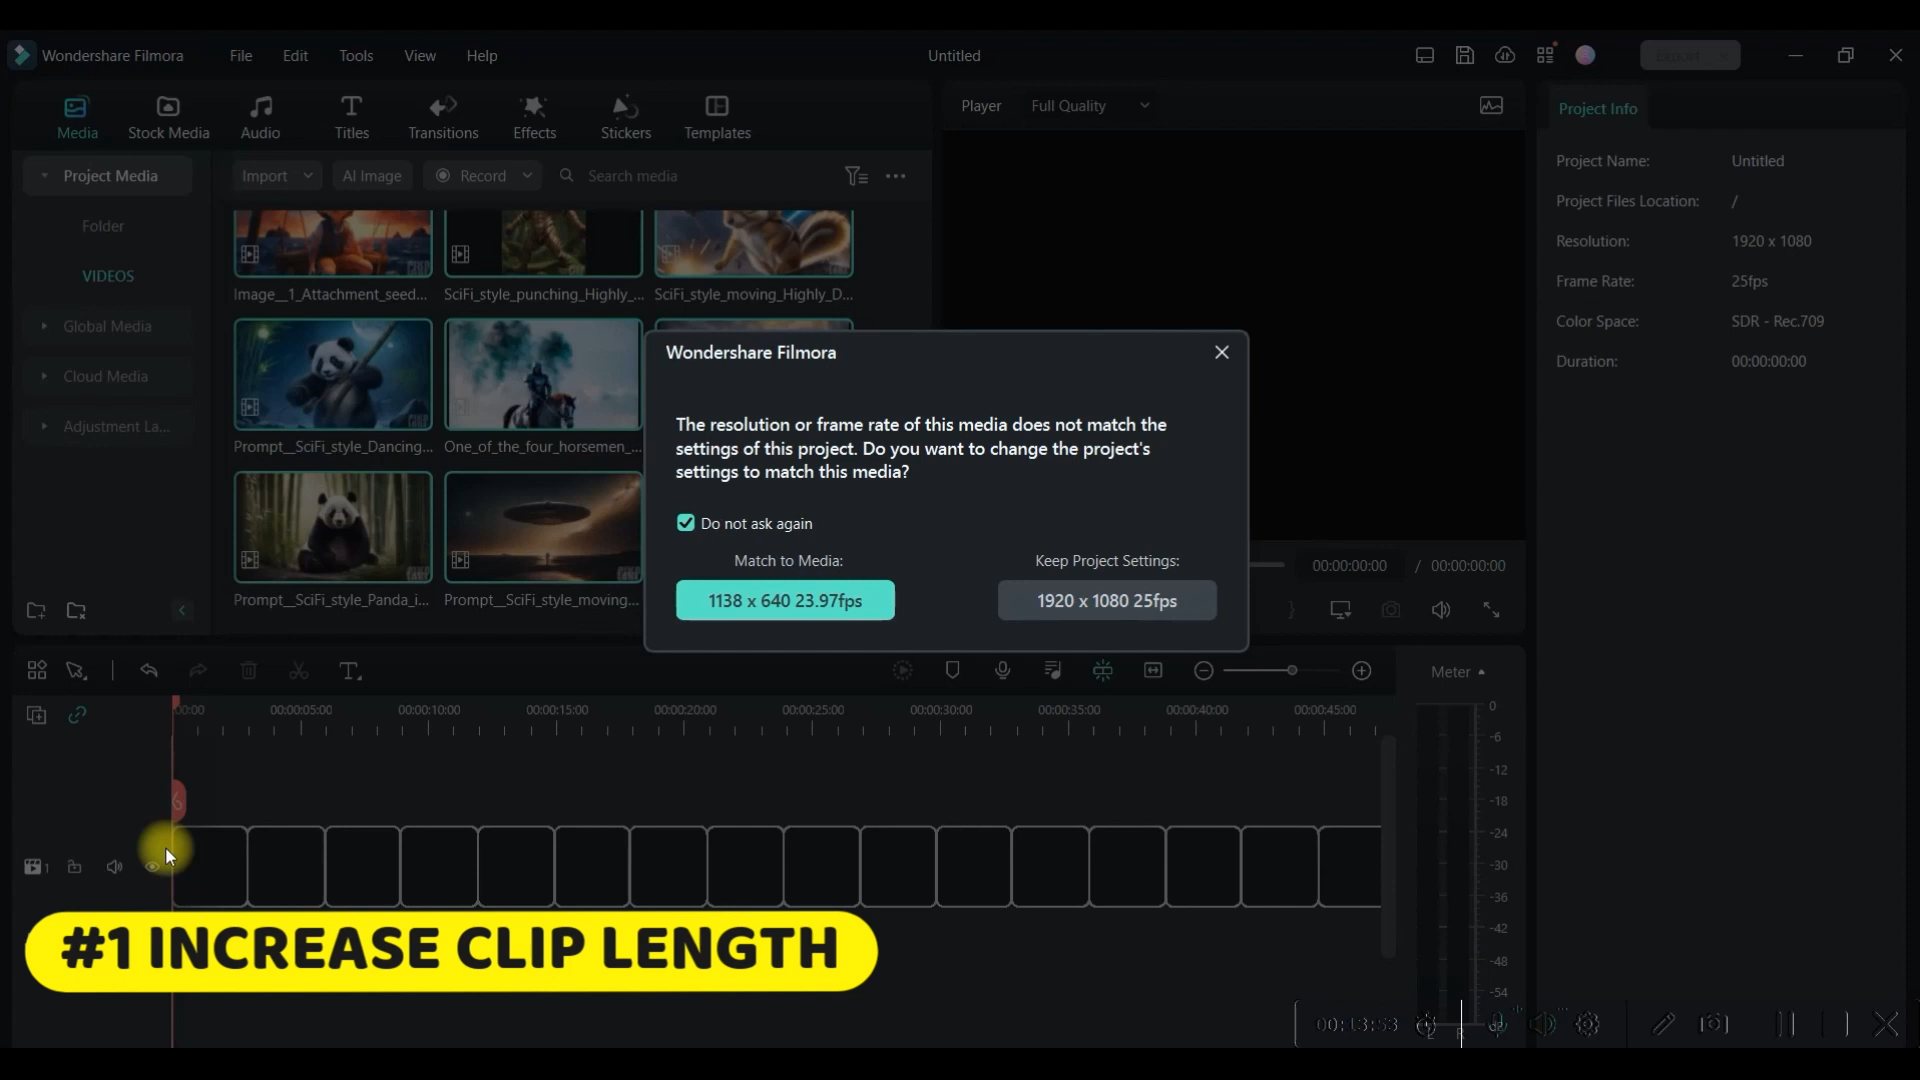 Wondershare Filmora File Edit Tools View Help Untitled
Media Stock Media Audio Titles Transitions Effects Stickers Templates
Player Full Quality
Project Info
Project Media
Import AI Image Record Search media
Folder
VIDEOS
Global Media
Cloud Media
Adjustment La...
Image__1_Attachment_seed... SciFi_style_punching_Highly_... SciFi_style_moving_Highly_D...
Prompt__SciFi_style_Dancing... One_of_the_four_horsemen_...
Prompt__SciFi_style_Panda_i... Prompt__SciFi_style_moving...
Project Name: Untitled
Project Files Location: /
Resolution: 1920 x 1080
Frame Rate: 25fps
Color Space: SDR - Rec.709
Duration: 00:00:00:00
Wondershare Filmora
The resolution or frame rate of this media does not match the
settings of this project. Do you want to change the project's
settings to match this media?
Do not ask again
Match to Media: Keep Project Settings:
1138 x 640 23.97fps 1920 x 1080 25fps
00:00:00:00 / 00:00:00:00
Meter
:00:00 00:00:05:00 00:00:10:00 00:00:15:00 00:00:20:00 00:00:25:00 00:00:30:00 00:00:35:00 00:00:40:00 00:00:45:00
0
-6
-12
-18
-24
-30
-36
-42
-48
-54
1
#1 INCREASE CLIP LENGTH
00:13:53